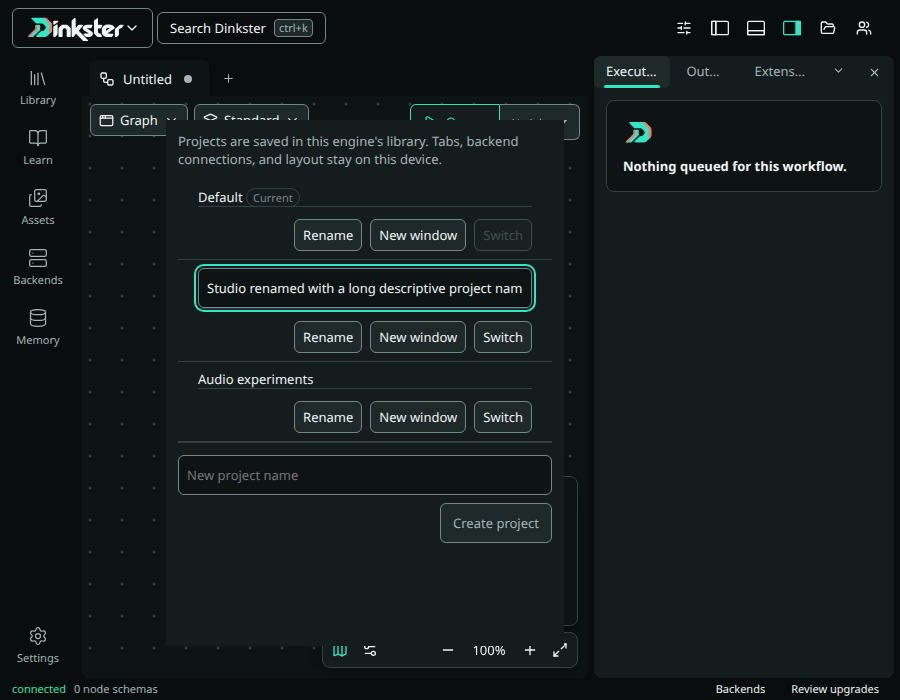 Dinkster
Search Dinkster ctrl+k
Library
Learn
Assets
Backends
Memory
Settings
Untitled
Graph
Standard
Projects are saved in this engine's library. Tabs, backend
connections, and layout stay on this device.
Default Current
Rename New window Switch
Studio renamed with a long descriptive project nam
Rename New window Switch
Audio experiments
Rename New window Switch
New project name
Create project
100%
Execut... Out... Extens...
Nothing queued for this workflow.
connected 0 node schemas
Backends Review upgrades